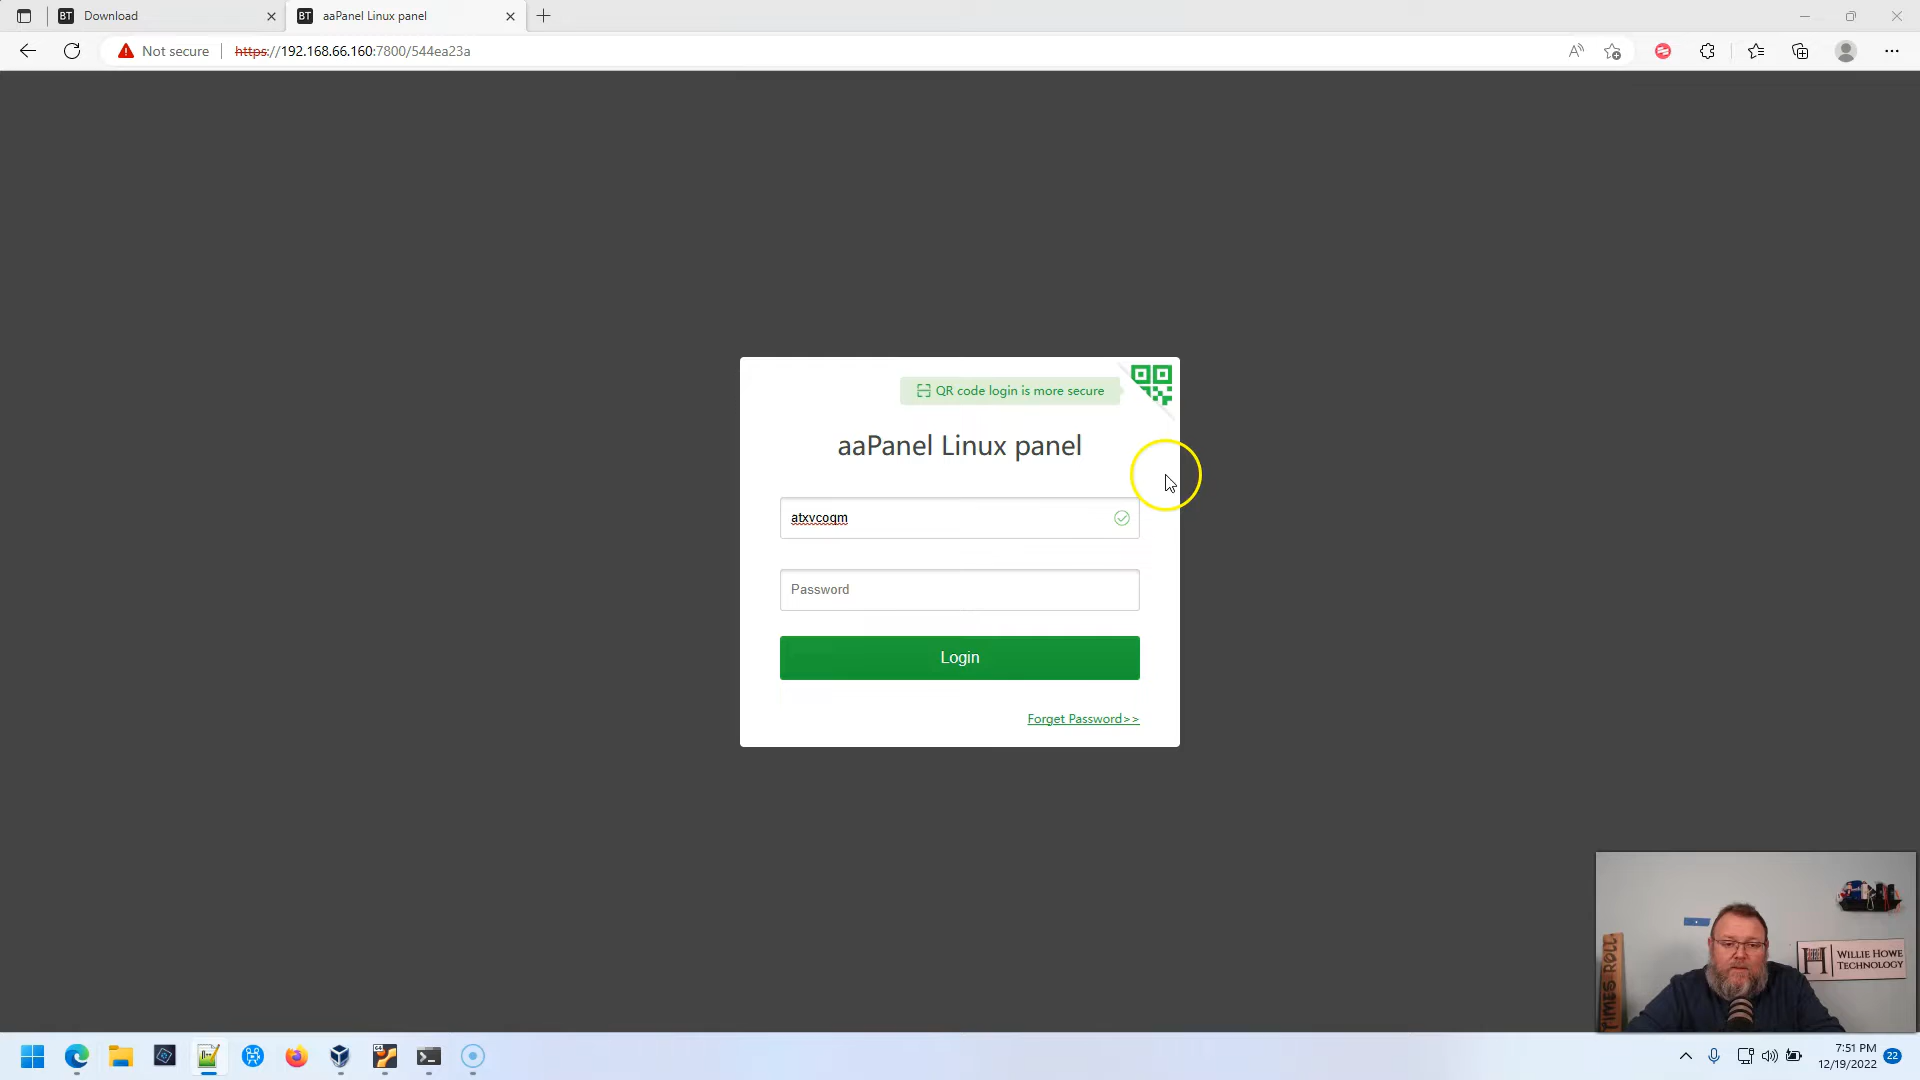 BT Download
BT aaPanel Linux panel
Not secure https://192.168.66.160:7800/544ea23a
QR code login is more secure
aaPanel Linux panel
atxvcoqm
Password
Login
Forget Password>>
TIMES ROLL
H WILLIE HOWE
TECHNOLOGY
7:51 PM
12/19/2022
22